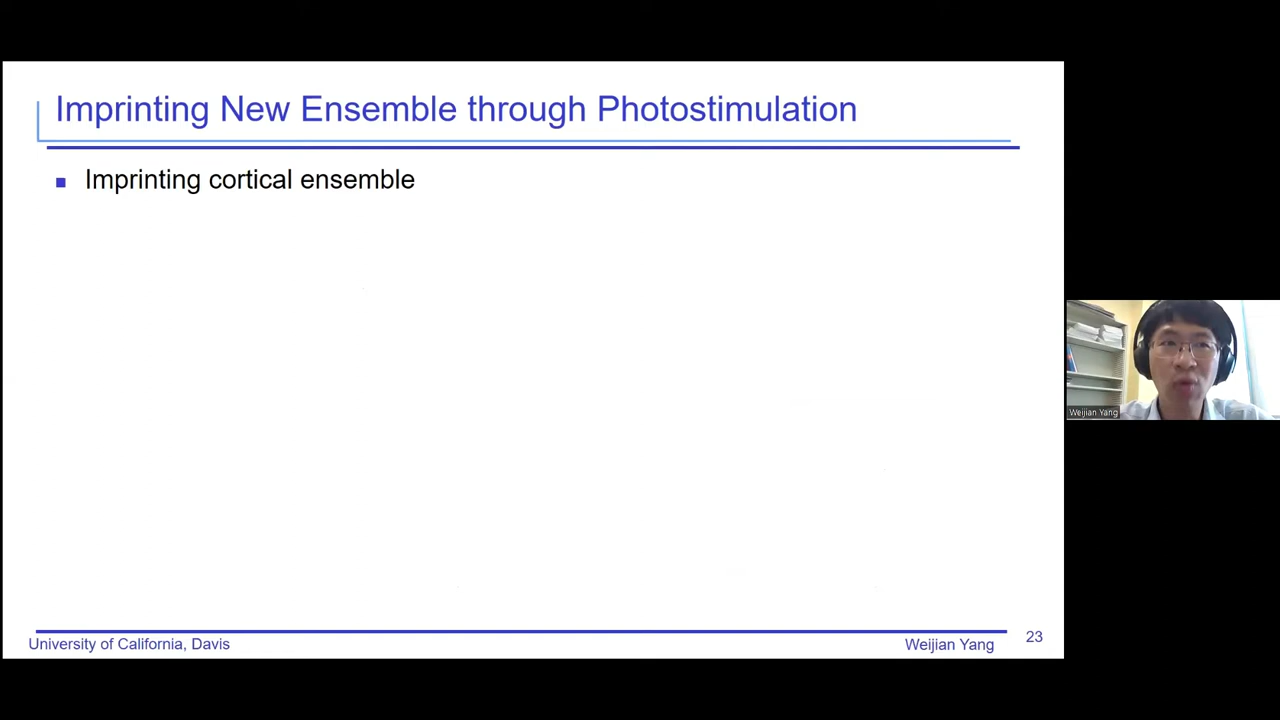 Imprinting New Ensemble through Photostimulation
Imprinting cortical ensemble
Weijian Yang
University of California, Davis
Weijian Yang
23